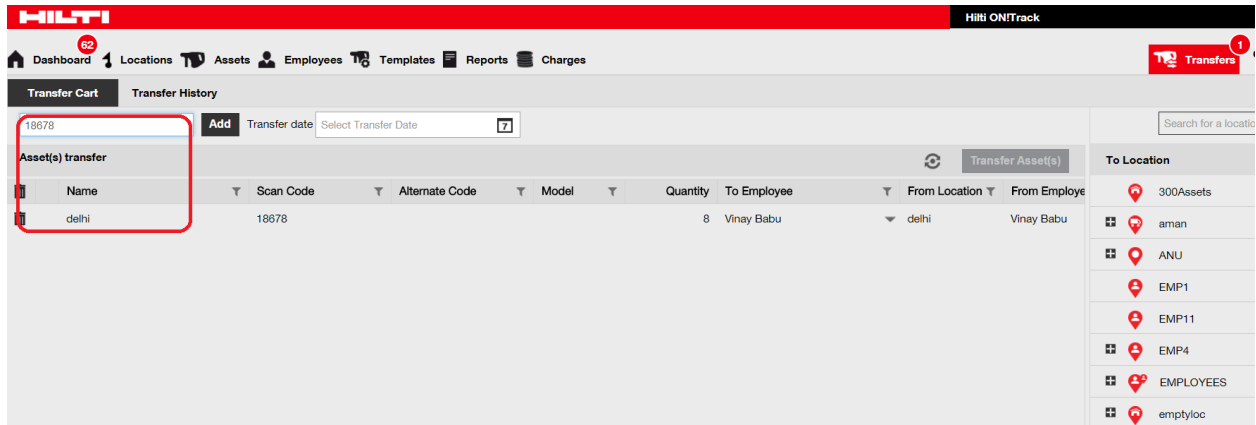 HILTI
Hilti ON!Track
62
1
Dashboard Locations Assets Employees Templates Reports Charges Transfers
Transfer Cart Transfer History
18678 Add Transfer date Select Transfer Date 7 Search for a locatio
Asset(s) transfer Transfer Asset(s) To Location
Name Scan Code Alternate Code Model Quantity To Employee From Location From Employe
delhi 18678 8 Vinay Babu delhi Vinay Babu
300Assets
aman
ANU
EMP1
EMP11
EMP4
EMPLOYEES
emptyloc